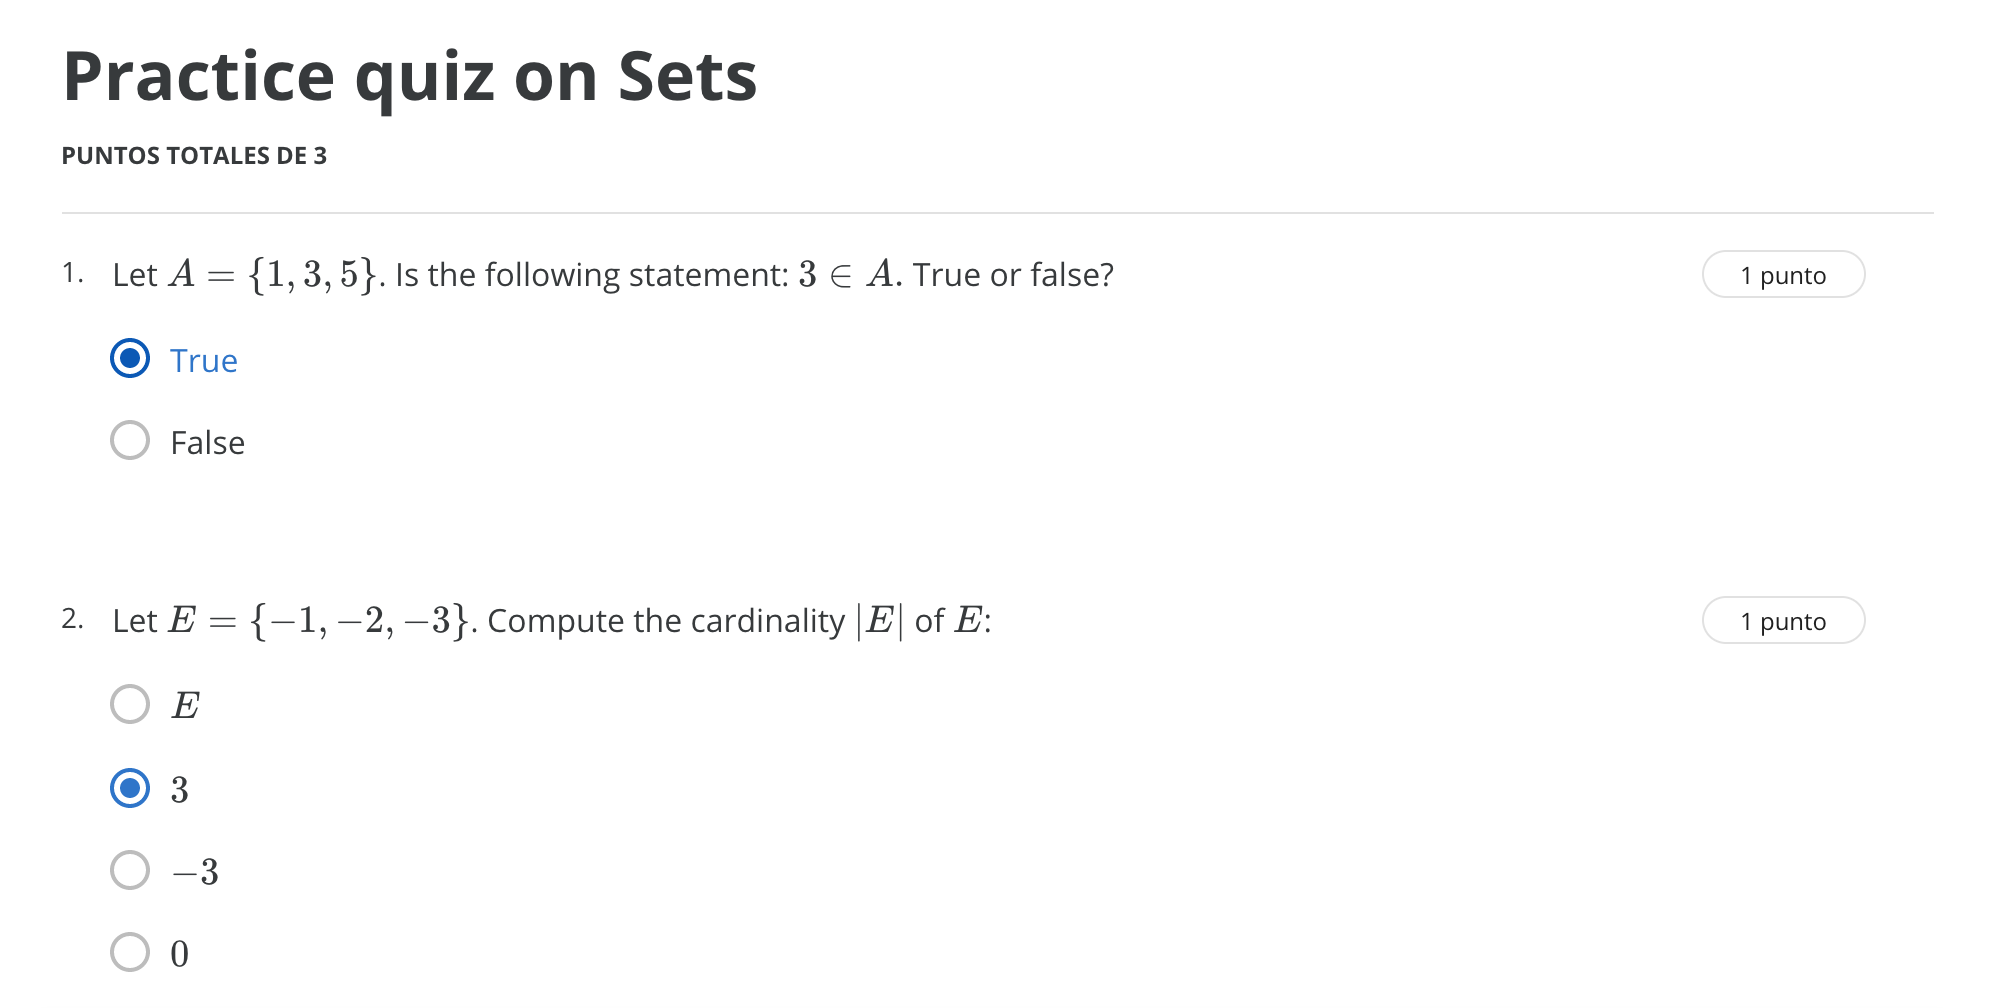 Practice quiz on Sets
PUNTOS TOTALES DE 3
1. Let A = {1, 3, 5}. Is the following statement: 3 ∈ A. True or false?
1 punto
True
False
2. Let E = {−1, −2, −3}. Compute the cardinality |E| of E:
1 punto
E
3
−3
0